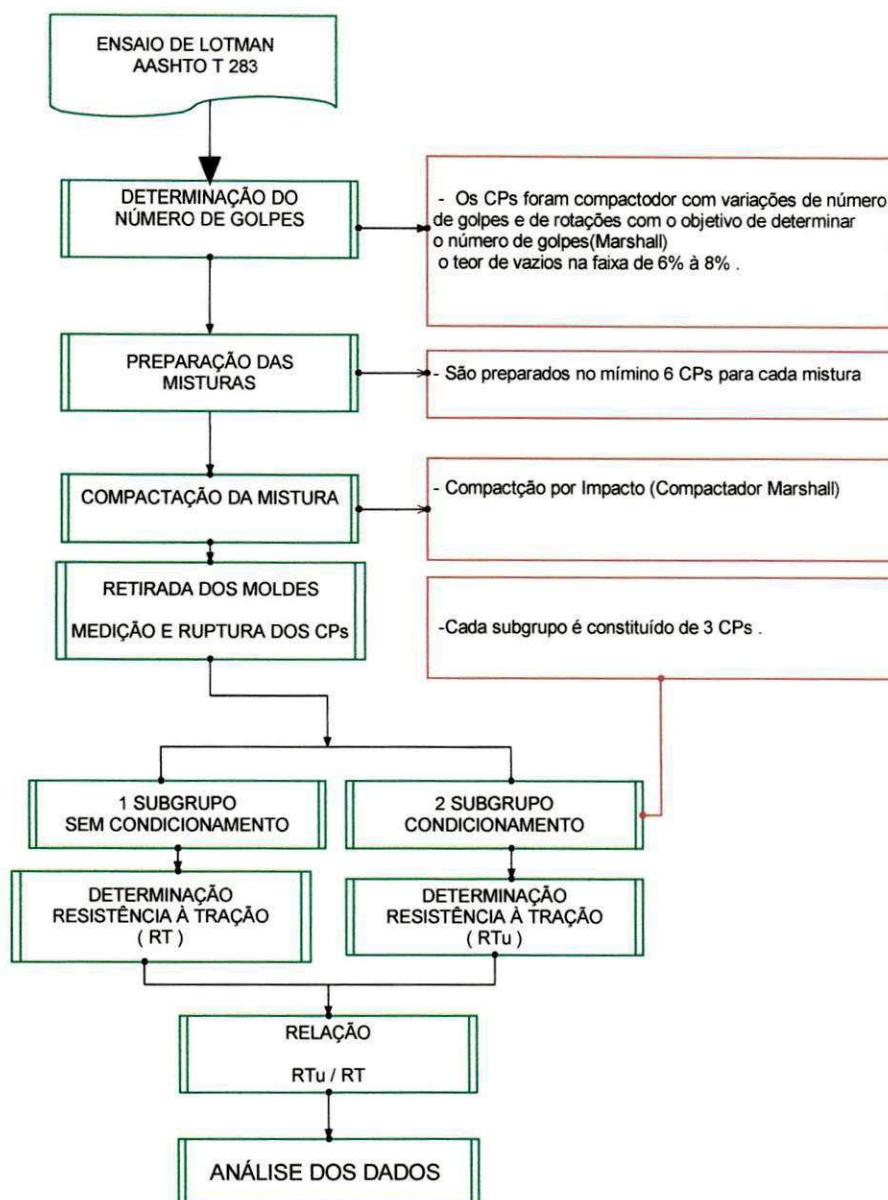 ENSAIO DE LOTMAN
AASHTO T 283
DETERMINAÇÃO DO
NÚMERO DE GOLPES
- Os CPs foram compactodor com variações de número
de golpes e de rotações com o objetivo de determinar
o número de golpes(Marshall)
o teor de vazios na faixa de 6% à 8% .
PREPARAÇÃO DAS
MISTURAS
- São preparados no mímino 6 CPs para cada mistura
COMPACTAÇÃO DA MISTURA
- Compactção por Impacto (Compactador Marshall)
RETIRADA DOS MOLDES
MEDIÇÃO E RUPTURA DOS CPs
-Cada subgrupo é constituído de 3 CPs .
1 SUBGRUPO
SEM CONDICIONAMENTO
2 SUBGRUPO
CONDICIONAMENTO
DETERMINAÇÃO
RESISTÊNCIA À TRAÇÃO
( RT )
DETERMINAÇÃO
RESISTÊNCIA À TRAÇÃO
( RTu )
RELAÇÃO
RTu / RT
ANÁLISE DOS DADOS